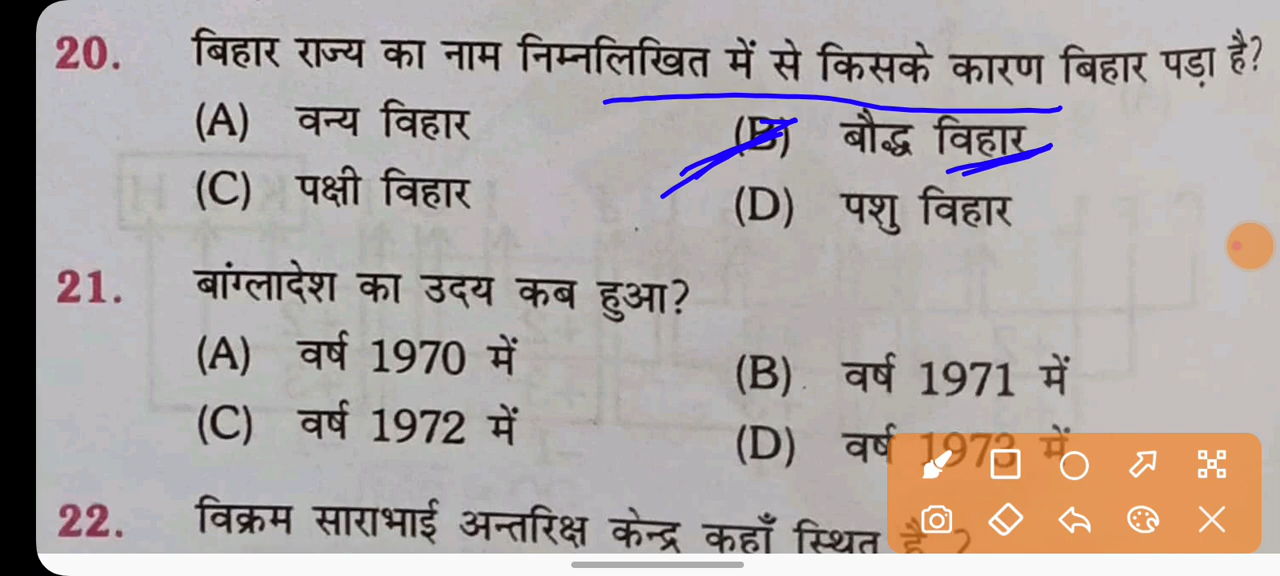 20. बिहार राज्य का नाम निम्नलिखित में से किसके कारण बिहार पड़ा है?
(A) वन्य विहार (B) बौद्ध विहार
(C) पक्षी विहार (D) पशु विहार
21. बांग्लादेश का उदय कब हुआ?
(A) वर्ष 1970 में (B) वर्ष 1971 में
(C) वर्ष 1972 में (D) वर्ष 1973 में
22. विक्रम साराभाई अन्तरिक्ष केन्द्र कहाँ स्थित है ?